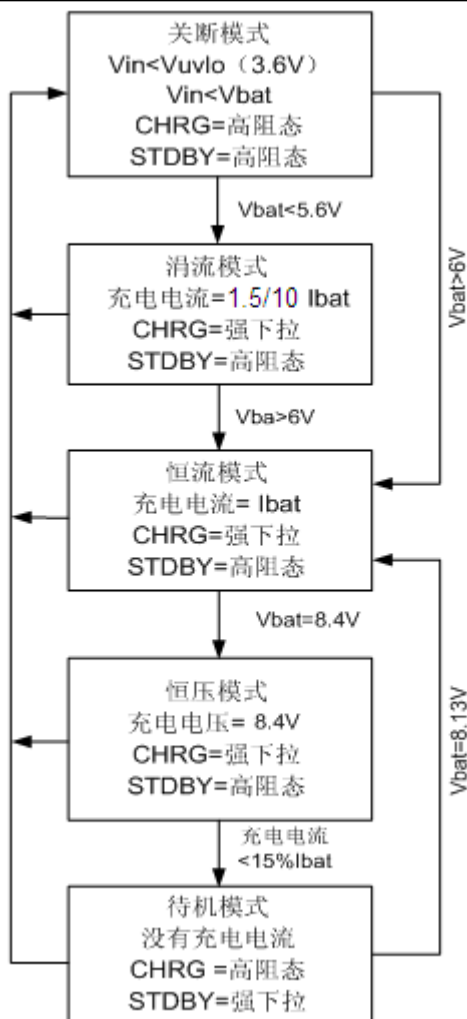 关断模式
Vin<Vuvlo（3.6V）
Vin<Vbat
CHRG=高阻态
STDBY=高阻态
Vbat<5.6V
Vbat>6V
涓流模式
充电电流=1.5/10 Ibat
CHRG=强下拉
STDBY=高阻态
Vba>6V
恒流模式
充电电流= Ibat
CHRG=强下拉
STDBY=高阻态
Vbat=8.4V
恒压模式
充电电压= 8.4V
CHRG=强下拉
STDBY=高阻态
Vbat=8.13V
充电电流
<15%Ibat
待机模式
没有充电电流
CHRG =高阻态
STDBY=强下拉